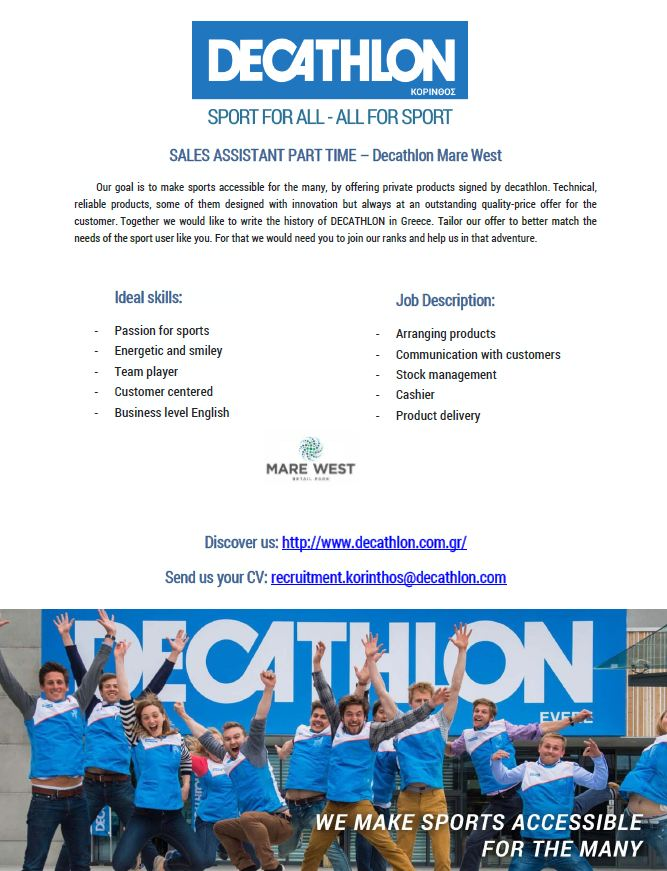 DECATHLON
ΚΟΡΙΝΘΟΣ
SPORT FOR ALL - ALL FOR SPORT
SALES ASSISTANT PART TIME – Decathlon Mare West
Our goal is to make sports accessible for the many, by offering private products signed by decathlon. Technical,
reliable products, some of them designed with innovation but always at an outstanding quality-price offer for the
customer. Together we would like to write the history of DECATHLON in Greece. Tailor our offer to better match the
needs of the sport user like you. For that we would need you to join our ranks and help us in that adventure.
Ideal skills:
- Passion for sports
- Energetic and smiley
- Team player
- Customer centered
- Business level English
Job Description:
- Arranging products
- Communication with customers
- Stock management
- Cashier
- Product delivery
MARE WEST
RETAIL PARK
Discover us: http://www.decathlon.com.gr/
Send us your CV: recruitment.korinthos@decathlon.com
DECATHLON
EVERE
WE MAKE SPORTS ACCESSIBLE
FOR THE MANY